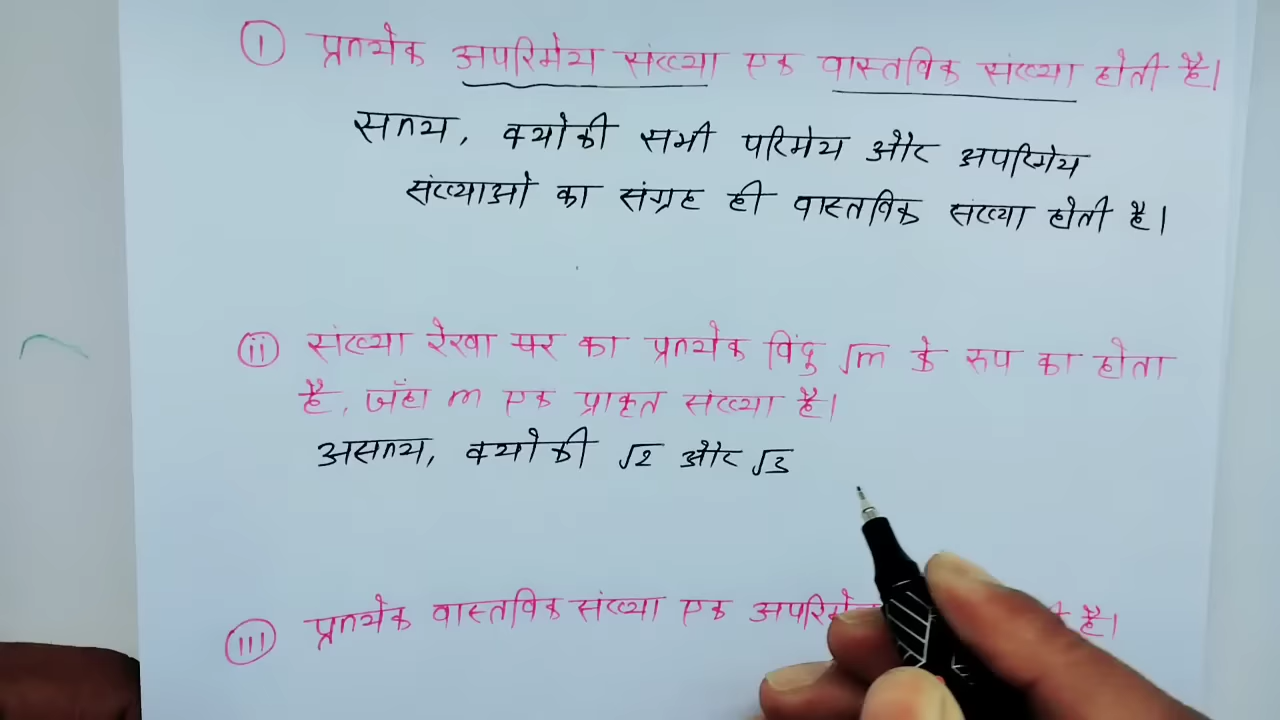 (i) प्रत्येक अपरिमेय संख्या एक वास्तविक संख्या होती है।
सत्य, क्योकी सभी परिमेय और अपरिमेय
संख्याओं का संग्रह ही वास्तविक संख्या होती है।
(ii) संख्या रेखा पर का प्रत्येक बिंदु √m के रूप का होता
है, जँहा m एक प्राकृत संख्या है।
असत्य, क्योकी √2 और √3
(iii) प्रत्येक वास्तविक संख्या एक है।